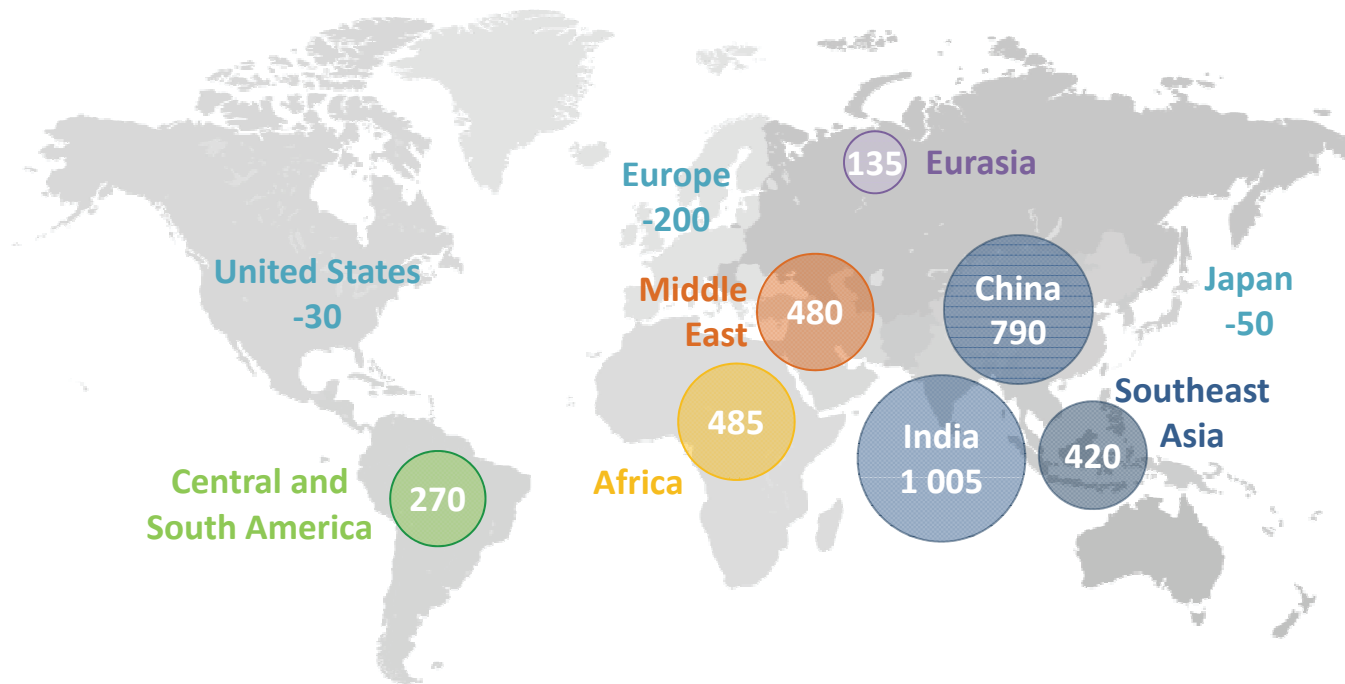 135
Eurasia
Europe
-200
United States
-30
Middle
East
480
China
790
Japan
-50
Southeast
Asia
420
485
Africa
India
1 005
Central and
South America
270